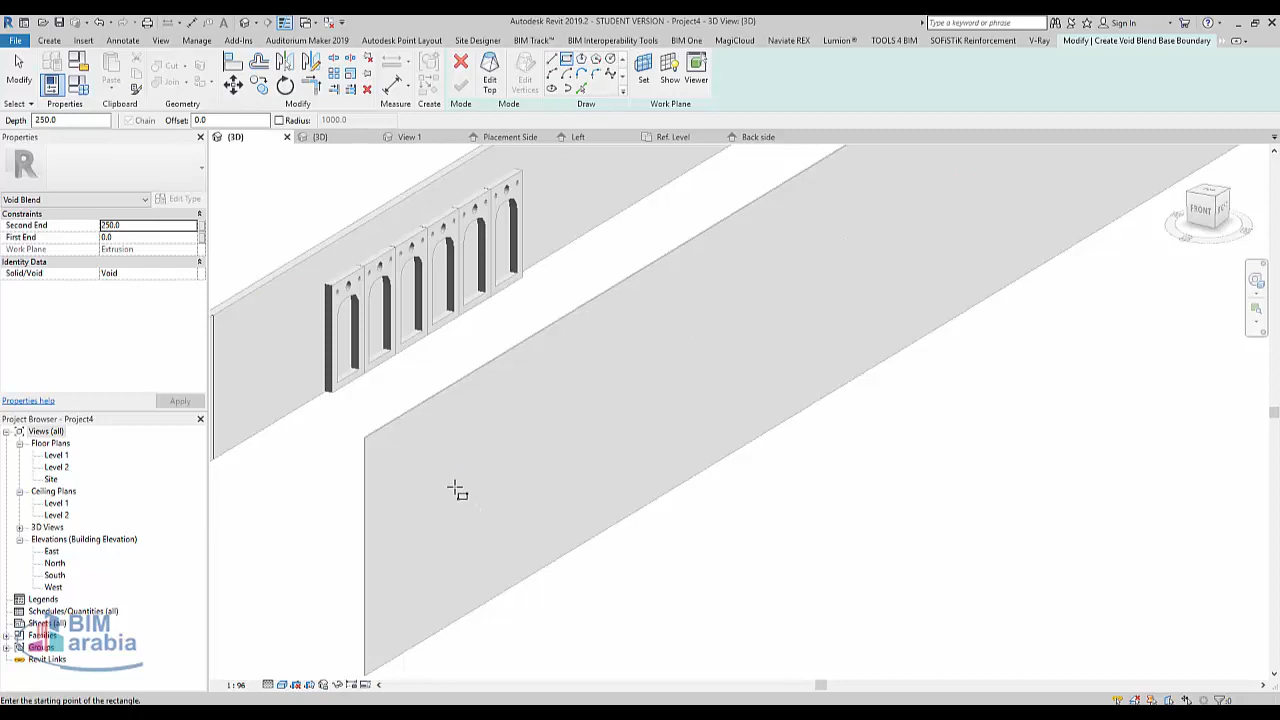 Autodesk Revit 2019.2 - STUDENT VERSION - Project4 - 3D View: {3D}
Type a keyword or phrase
Sign In
File Create Insert Annotate View Manage Add-Ins Auditorium Maker 2019 Autodesk Point Layout Site Designer BIM Track™ BIM Interoperability Tools BIM One MagiCloud Naviate REX Lumion® TOOLS 4 BIM SOFiSTiK Reinforcement V-Ray Modify | Create Void Blend Base Boundary
Modify
Paste
Cut
Join
Edit Top
Edit Vertices
Set
Show
Viewer
Select Properties Clipboard Geometry Modify Measure Create Mode Mode Draw Work Plane
Depth 250.0 Chain Offset: 0.0 Radius: 1000.0
Properties
{3D} {3D} View 1 Placement Side Left Ref. Level Back side
Void Blend
Edit Type
Constraints
Second End 250.0
First End 0.0
Work Plane Extrusion
Identity Data
Solid/Void Void
FRONT
Properties help
Apply
Project Browser - Project4
Views (all)
Floor Plans
Level 1
Level 2
Site
Ceiling Plans
Level 1
Level 2
3D Views
Elevations (Building Elevation)
East
North
South
West
Legends
Schedules/Quantities (all)
Sheets (all)
Families
Groups
Revit Links
BIM
arabia
1 : 96
Enter the starting point of the rectangle.
:0